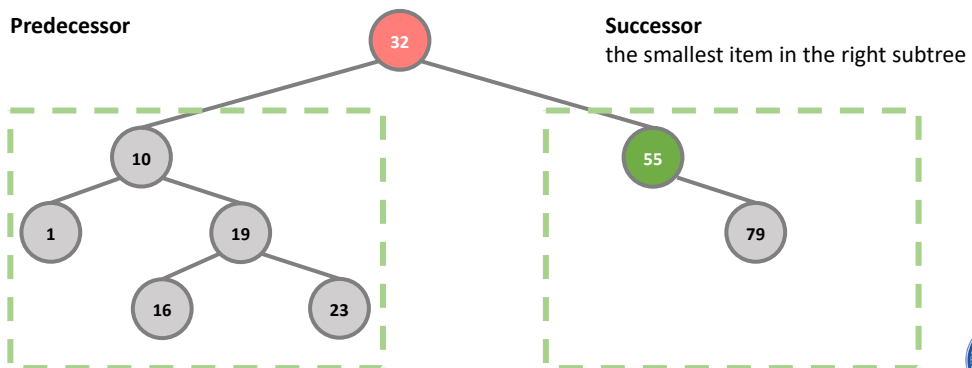 Predecessor
Successor
the smallest item in the right subtree
32
10
55
1
19
79
16
23